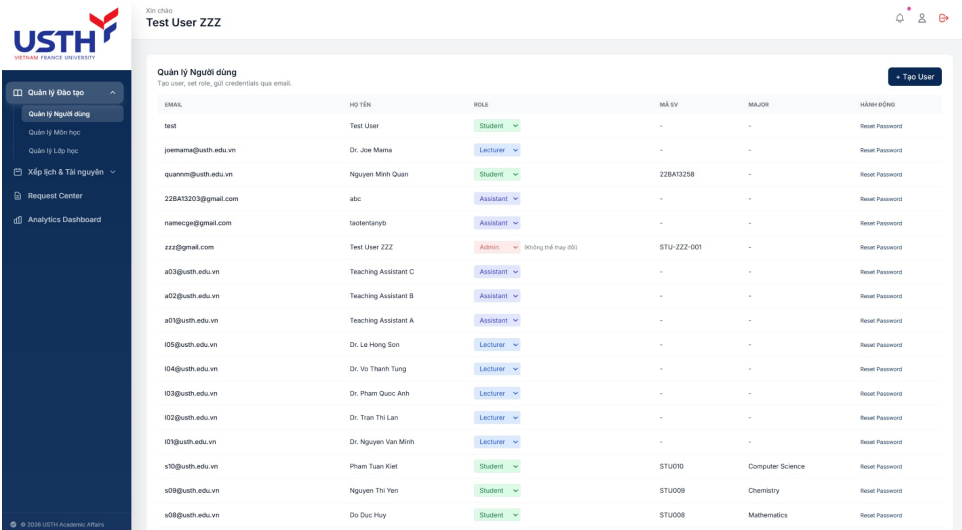 USTH
VIETNAM FRANCE UNIVERSITY
Quản lý Đào tạo
Quản lý Người dùng
Quản lý Môn học
Quản lý Lớp học
Xếp lịch & Tài nguyên
Request Center
Analytics Dashboard
© 2026 USTH Academic Affairs
Xin chào
Test User ZZZ
Quản lý Người dùng
Tạo user, set role, gửi credentials qua email.
+ Tạo User
EMAIL HỌ TÊN ROLE MÃ SV MAJOR HÀNH ĐỘNG
test Test User Student - - Reset Password
joemama@usth.edu.vn Dr. Joe Mama Lecturer - - Reset Password
quannm@usth.edu.vn Nguyen Minh Quan Student 22BA13258 - Reset Password
22BA13203@gmail.com abc Assistant - - Reset Password
namecge@gmail.com taotentanyb Assistant - - Reset Password
zzz@gmail.com Test User ZZZ Admin (Không thể thay đổi) STU-ZZZ-001 - Reset Password
a03@usth.edu.vn Teaching Assistant C Assistant - - Reset Password
a02@usth.edu.vn Teaching Assistant B Assistant - - Reset Password
a01@usth.edu.vn Teaching Assistant A Assistant - - Reset Password
l05@usth.edu.vn Dr. Le Hong Son Lecturer - - Reset Password
l04@usth.edu.vn Dr. Vo Thanh Tung Lecturer - - Reset Password
l03@usth.edu.vn Dr. Pham Quoc Anh Lecturer - - Reset Password
l02@usth.edu.vn Dr. Tran Thi Lan Lecturer - - Reset Password
l01@usth.edu.vn Dr. Nguyen Van Minh Lecturer - - Reset Password
s10@usth.edu.vn Pham Tuan Kiet Student STU010 Computer Science Reset Password
s09@usth.edu.vn Nguyen Thi Yen Student STU009 Chemistry Reset Password
s08@usth.edu.vn Do Duc Huy Student STU008 Mathematics Reset Password